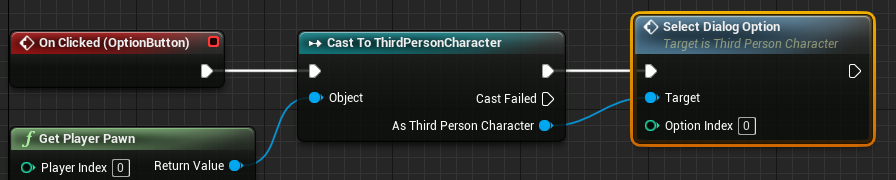 On Clicked (OptionButton)
Cast To ThirdPersonCharacter
Object
Cast Failed
As Third Person Character
Select Dialog Option
Target is Third Person Character
Target
Option Index 0
f Get Player Pawn
Player Index 0
Return Value